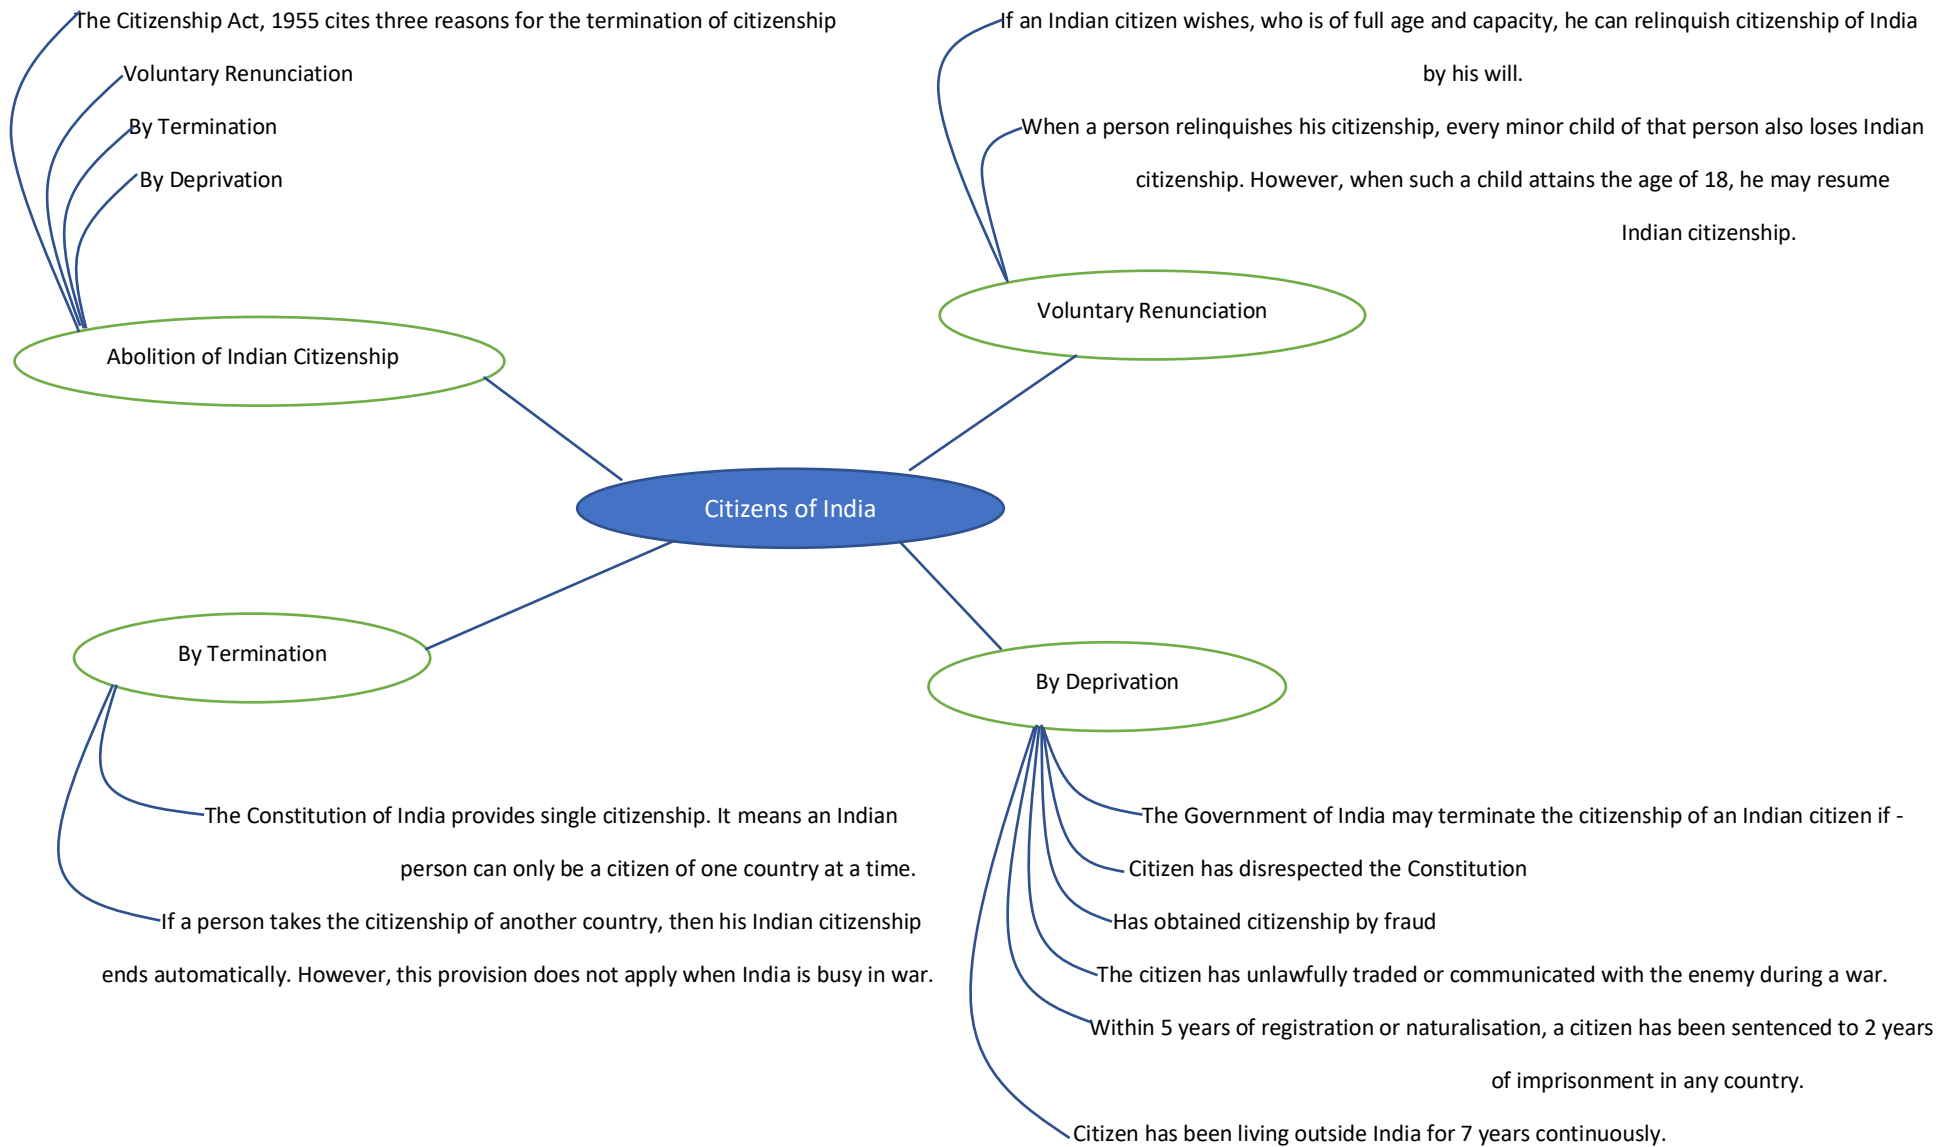 The Citizenship Act, 1955 cites three reasons for the termination of citizenship
Voluntary Renunciation
By Termination
By Deprivation
Abolition of Indian Citizenship
If an Indian citizen wishes, who is of full age and capacity, he can relinquish citizenship of India
by his will.
When a person relinquishes his citizenship, every minor child of that person also loses Indian
citizenship. However, when such a child attains the age of 18, he may resume
Indian citizenship.
Voluntary Renunciation
Citizens of India
By Termination
The Constitution of India provides single citizenship. It means an Indian
person can only be a citizen of one country at a time.
If a person takes the citizenship of another country, then his Indian citizenship
ends automatically. However, this provision does not apply when India is busy in war.
By Deprivation
The Government of India may terminate the citizenship of an Indian citizen if -
Citizen has disrespected the Constitution
Has obtained citizenship by fraud
The citizen has unlawfully traded or communicated with the enemy during a war.
Within 5 years of registration or naturalisation, a citizen has been sentenced to 2 years
of imprisonment in any country.
Citizen has been living outside India for 7 years continuously.